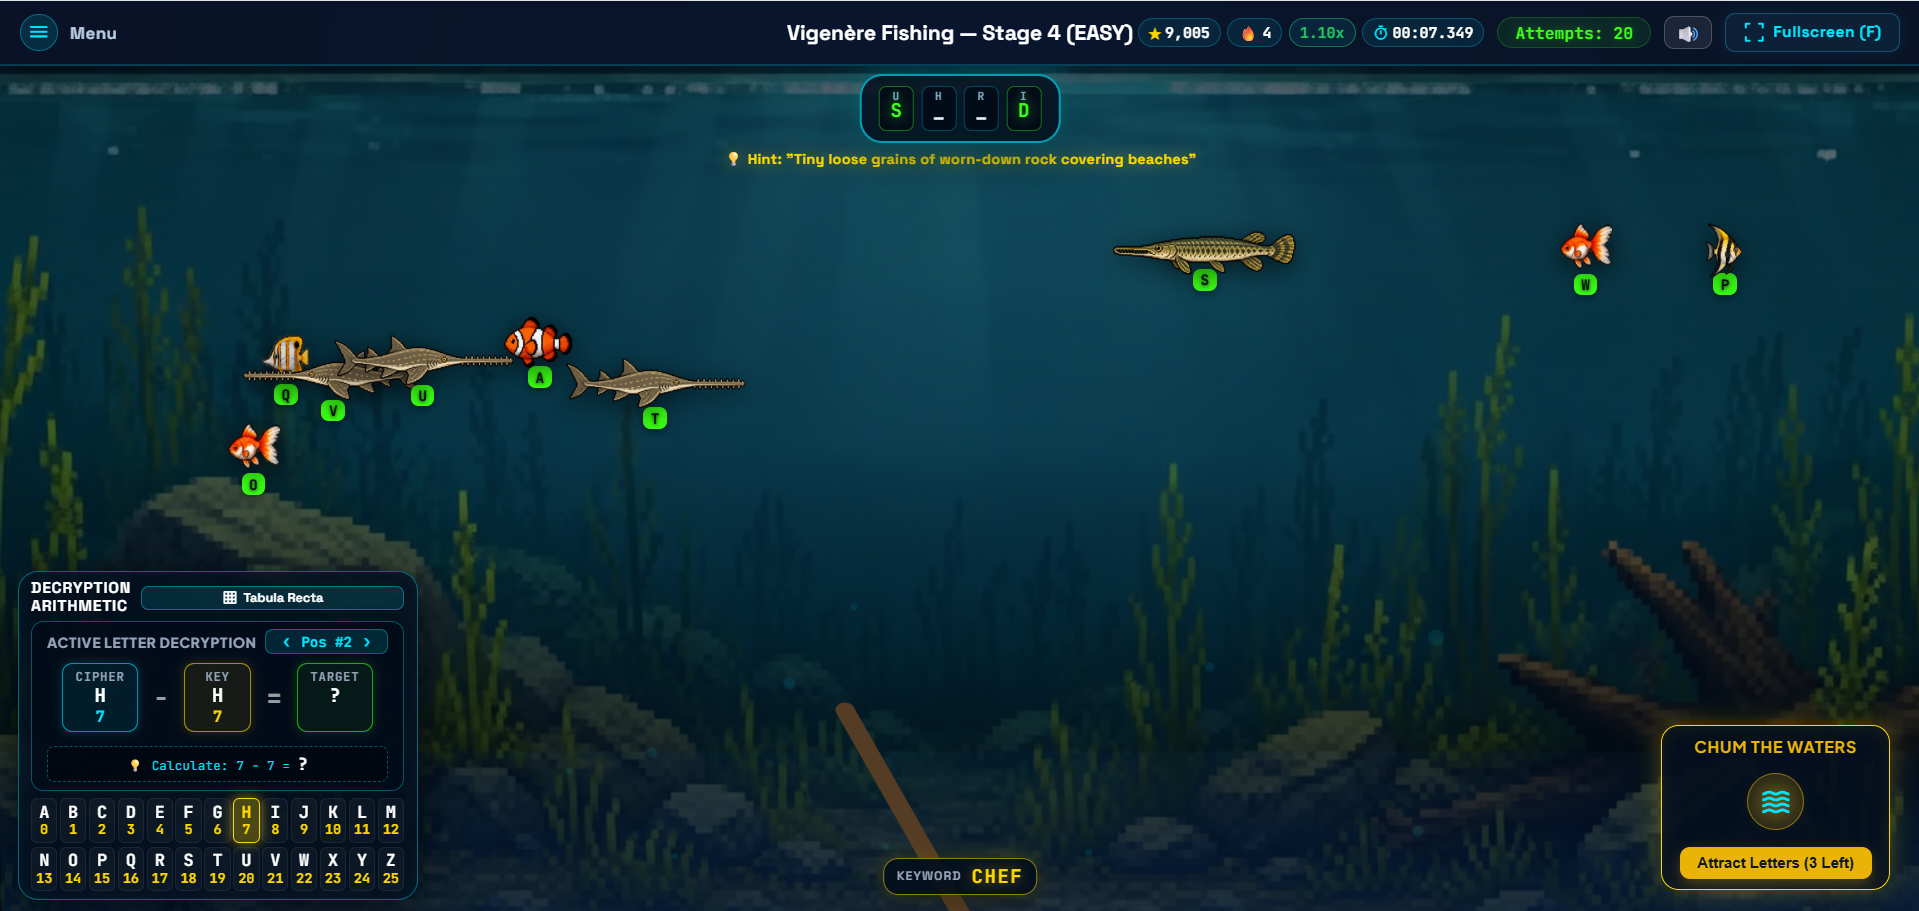 Menu
Vigenère Fishing — Stage 4 (EASY)
9,005
4
1.10x
00:07.349
Attempts: 20
Fullscreen (F)
U H R I
S _ _ D
Hint: "Tiny loose grains of worn-down rock covering beaches"
S
W
P
Q
V
U
A
T
O
DECRYPTION
ARITHMETIC
Tabula Recta
ACTIVE LETTER DECRYPTION
‹ Pos #2 ›
CIPHER KEY TARGET
H - H = ?
7 7
Calculate: 7 - 7 = ?
A B C D E F G H I J K L M
0 1 2 3 4 5 6 7 8 9 10 11 12
N O P Q R S T U V W X Y Z
13 14 15 16 17 18 19 20 21 22 23 24 25
KEYWORD CHEF
CHUM THE WATERS
Attract Letters (3 Left)